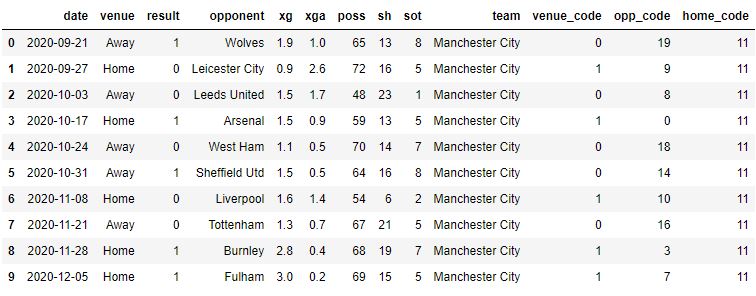 date venue result opponent xg xga poss sh sot team venue_code opp_code home_code
0 2020-09-21 Away 1 Wolves 1.9 1.0 65 13 8 Manchester City 0 19 11
1 2020-09-27 Home 0 Leicester City 0.9 2.6 72 16 5 Manchester City 1 9 11
2 2020-10-03 Away 0 Leeds United 1.5 1.7 48 23 1 Manchester City 0 8 11
3 2020-10-17 Home 1 Arsenal 1.5 0.9 59 13 5 Manchester City 1 0 11
4 2020-10-24 Away 0 West Ham 1.1 0.5 70 14 7 Manchester City 0 18 11
5 2020-10-31 Away 1 Sheffield Utd 1.5 0.5 64 16 8 Manchester City 0 14 11
6 2020-11-08 Home 0 Liverpool 1.6 1.4 54 6 2 Manchester City 1 10 11
7 2020-11-21 Away 0 Tottenham 1.3 0.7 67 21 5 Manchester City 0 16 11
8 2020-11-28 Home 1 Burnley 2.8 0.4 68 19 7 Manchester City 1 3 11
9 2020-12-05 Home 1 Fulham 3.0 0.2 69 15 5 Manchester City 1 7 11